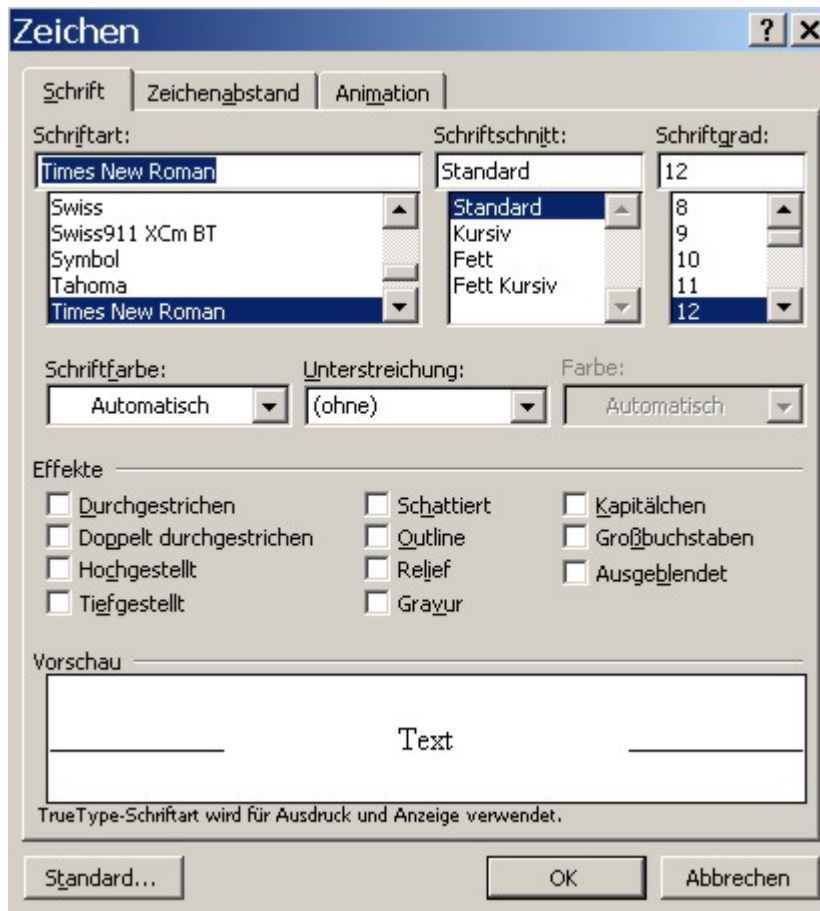 Zeichen
Schrift Zeichenabstand Animation
Schriftart: Schriftschnitt: Schriftgrad:
Times New Roman Standard 12
Swiss Standard 8
Swiss911 XCm BT Kursiv 9
Symbol Fett 10
Tahoma Fett Kursiv 11
Times New Roman 12
Schriftfarbe: Unterstreichung: Farbe:
Automatisch (ohne) Automatisch
Effekte
Durchgestrichen Schattiert Kapitälchen
Doppelt durchgestrichen Outline Großbuchstaben
Hochgestellt Relief Ausgeblendet
Tiefgestellt Gravur
Vorschau
Text
TrueType-Schriftart wird für Ausdruck und Anzeige verwendet.
Standard... OK Abbrechen